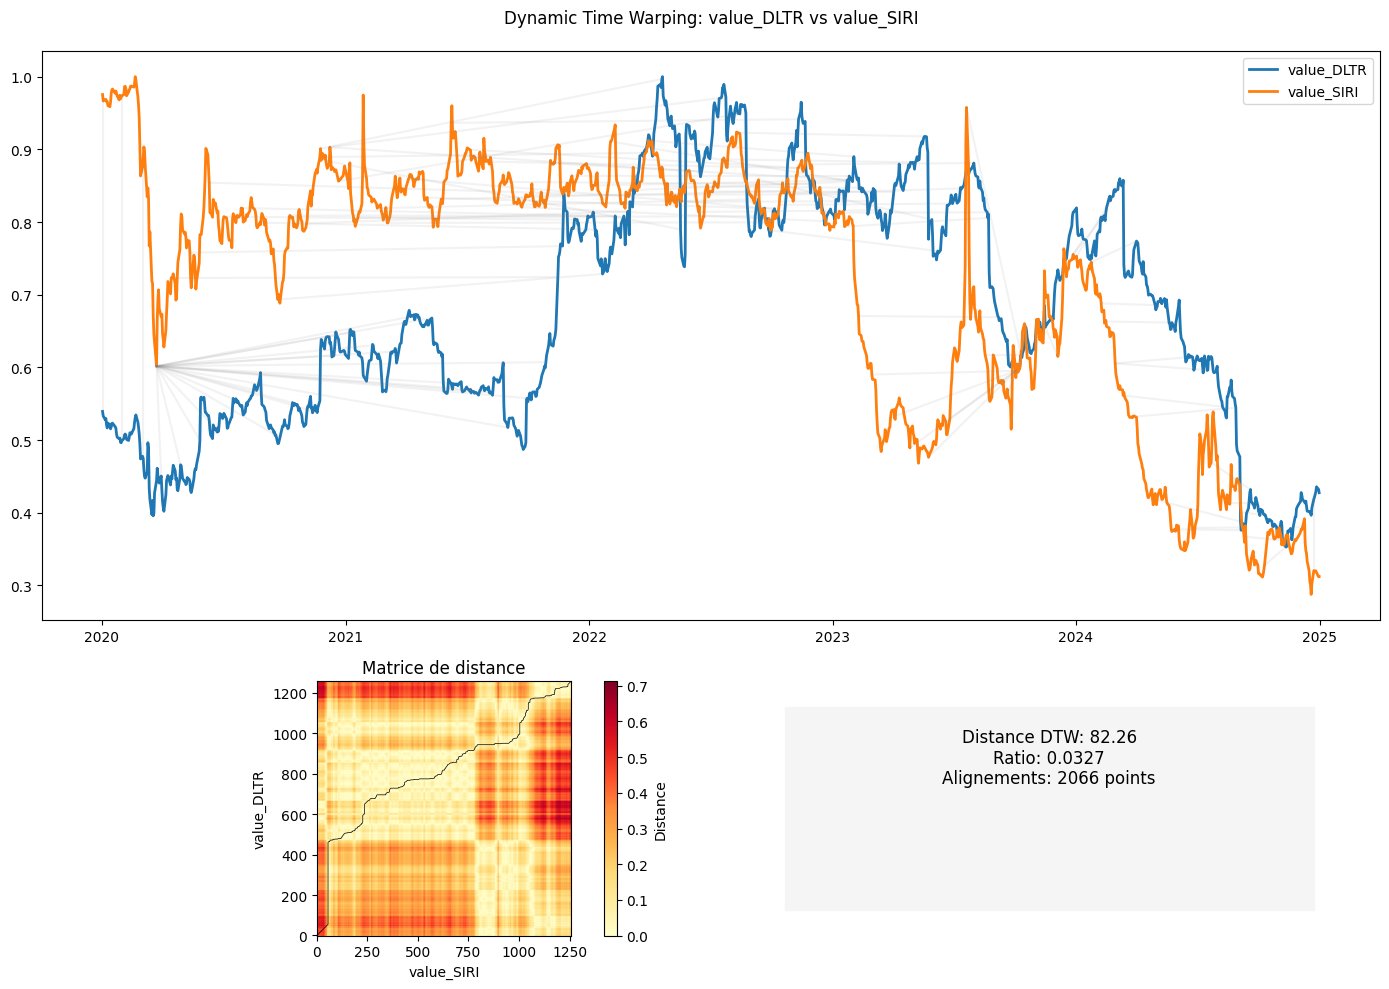 Dynamic Time Warping: value_DLTR vs value_SIRI
value_DLTR
value_SIRI
1.0
0.9
0.8
0.7
0.6
0.5
0.4
0.3
2020 2021 2022 2023 2024 2025
Matrice de distance
value_DLTR
1200
1000
800
600
400
200
0
0 250 500 750 1000 1250
value_SIRI
0.7
0.6
0.5
0.4
0.3
0.2
0.1
0.0
Distance
Distance DTW: 82.26
Ratio: 0.0327
Alignements: 2066 points